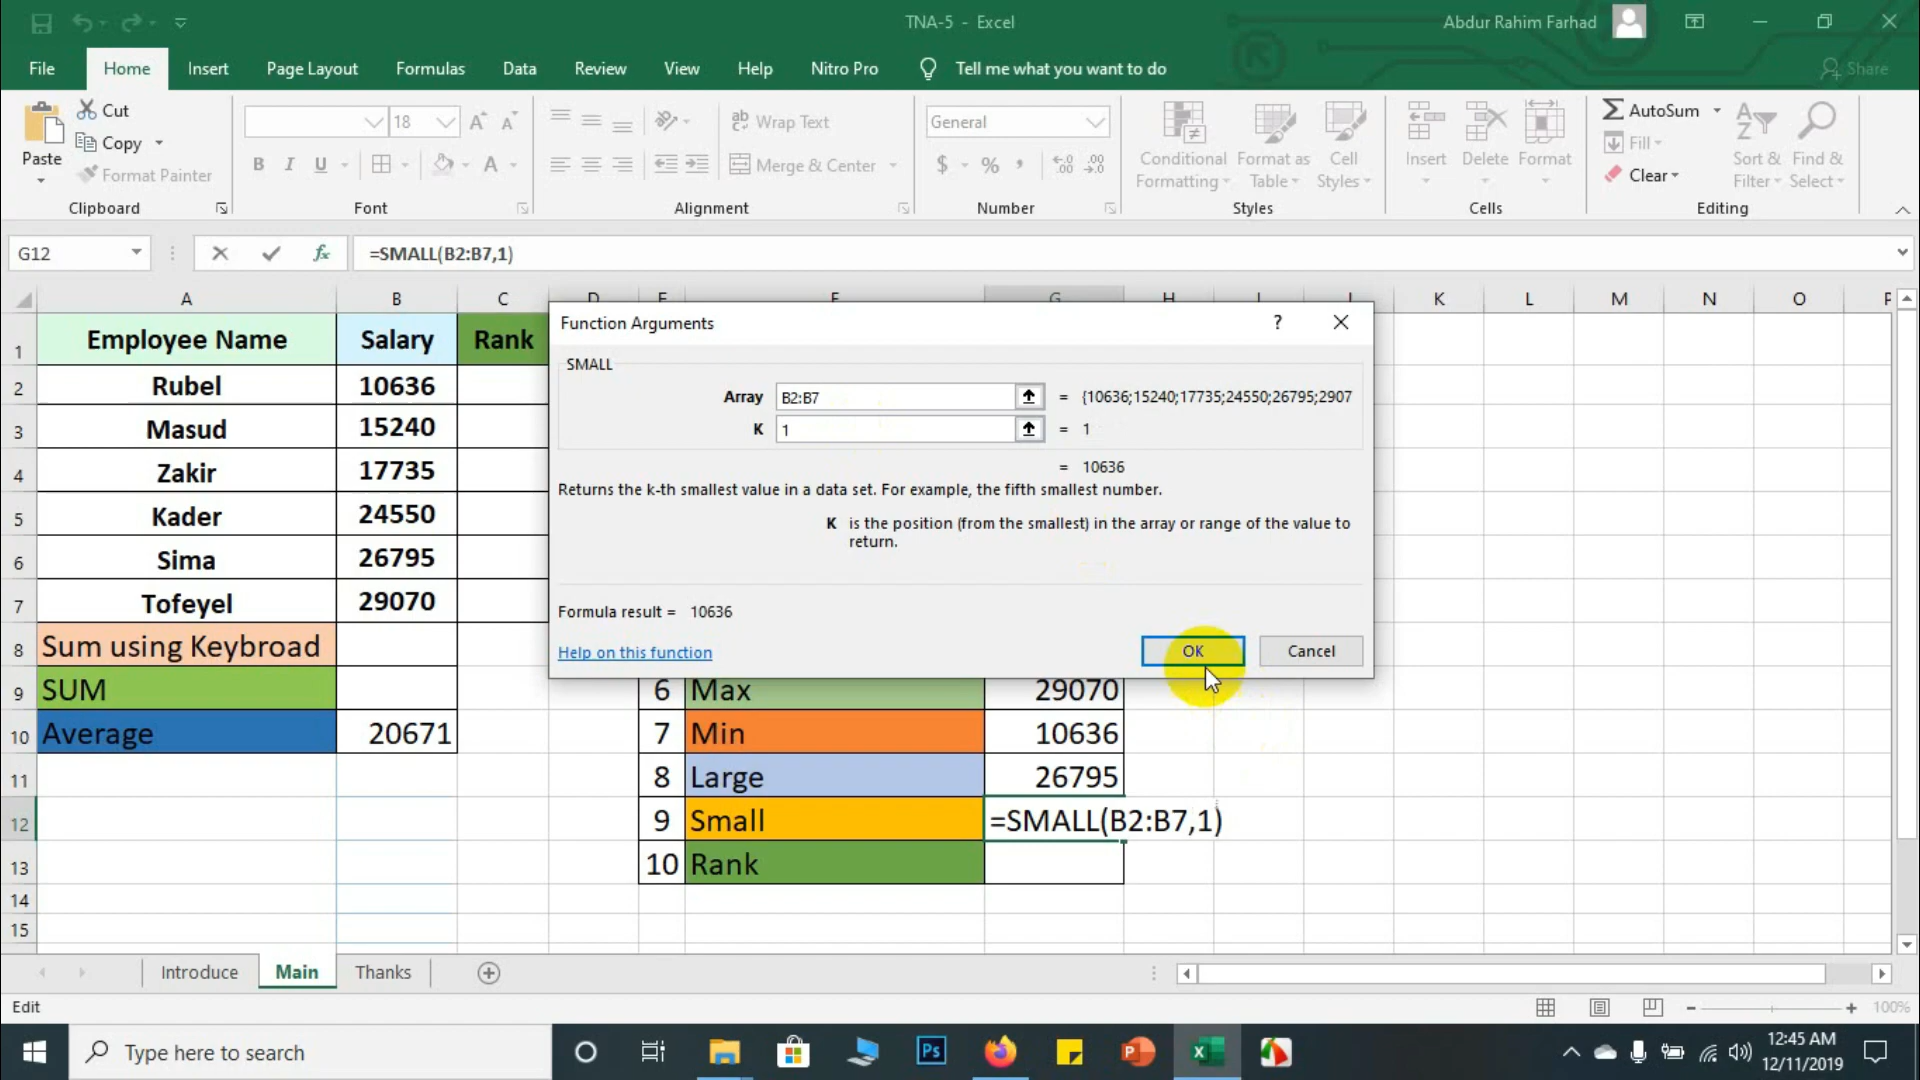 TNA-5 - Excel
Abdur Rahim Farhad
File Home Insert Page Layout Formulas Data Review View Help Nitro Pro Tell me what you want to do Share
Paste
Cut
Copy
Format Painter
Clipboard
18
B I U
Font
Wrap Text
Merge & Center
Alignment
General
$ % ,
Number
Conditional Formatting
Format as Table
Cell Styles
Styles
Insert
Delete
Format
Cells
AutoSum
Fill
Clear
Sort & Filter
Find & Select
Editing
G12
fx
=SMALL(B2:B7,1)
A B C D H K L M N O
1 Employee Name Salary Rank
2 Rubel 10636
3 Masud 15240
4 Zakir 17735
5 Kader 24550
6 Sima 26795
7 Tofeyel 29070
8 Sum using Keybroad
9 SUM
10 Average 20671
11
12
13
14
15
Function Arguments
?
SMALL
Array B2:B7 = {10636;15240;17735;24550;26795;2907
K 1 = 1
= 10636
Returns the k-th smallest value in a data set. For example, the fifth smallest number.
K is the position (from the smallest) in the array or range of the value to
return.
Formula result = 10636
Help on this function
OK
Cancel
6 Max 29070
7 Min 10636
8 Large 26795
9 Small =SMALL(B2:B7,1)
10 Rank
Introduce Main Thanks
Edit
100%
Type here to search
Ps
12:45 AM
12/11/2019